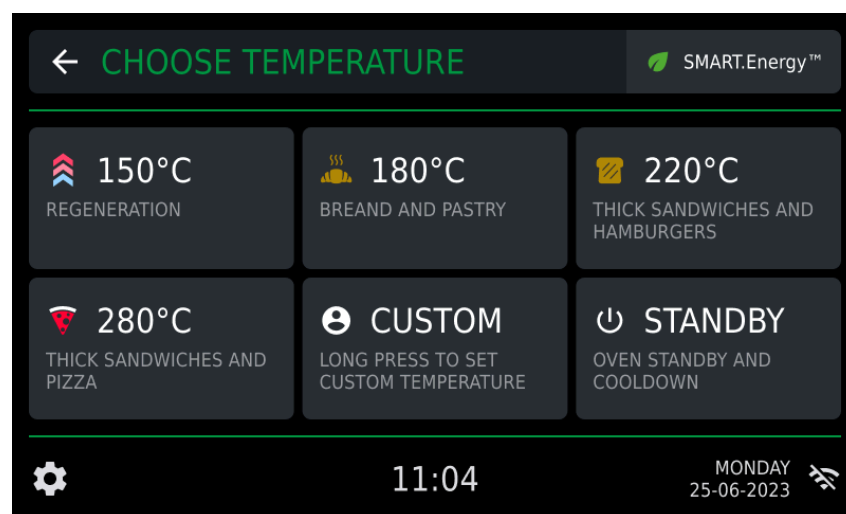 CHOOSE TEMPERATURE
SMART.Energy™
150°C
REGENERATION
180°C
BREAND AND PASTRY
220°C
THICK SANDWICHES AND
HAMBURGERS
280°C
THICK SANDWICHES AND
PIZZA
CUSTOM
LONG PRESS TO SET
CUSTOM TEMPERATURE
STANDBY
OVEN STANDBY AND
COOLDOWN
11:04
MONDAY
25-06-2023